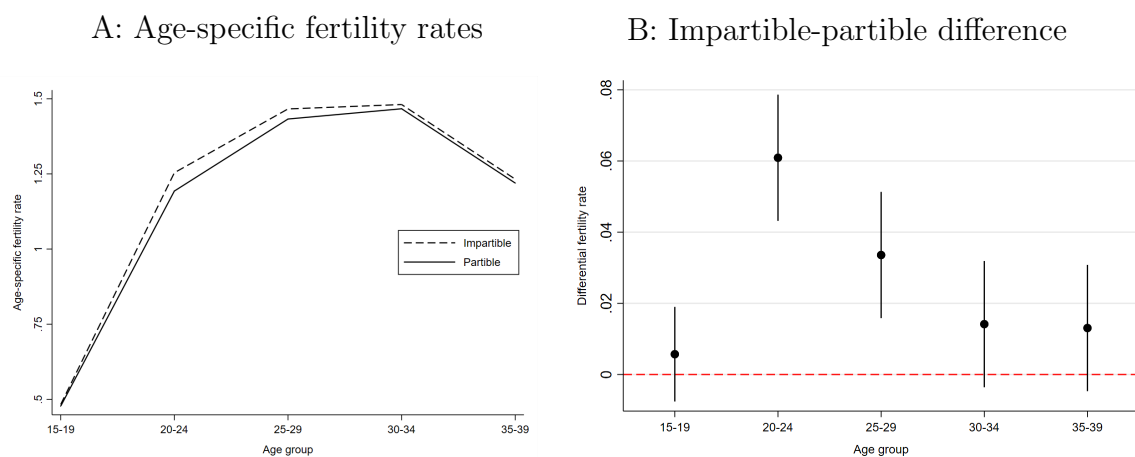 A: Age-specific fertility rates
Age-specific fertility rate
1.5
1.25
1
.75
.5
Impartible
Partible
15-19 20-24 25-29 30-34 35-39
Age group
B: Impartible-partible difference
Differential fertility rate
.08
.06
.04
.02
0
15-19 20-24 25-29 30-34 35-39
Age group